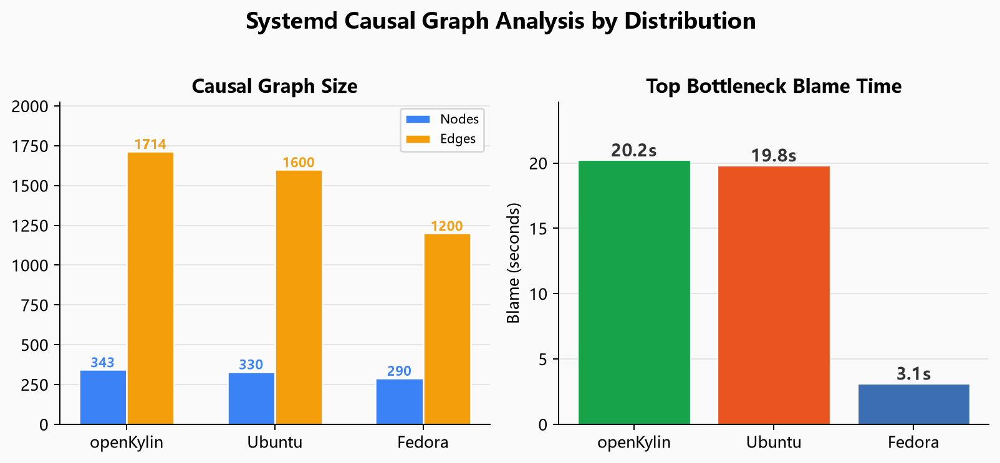 Systemd Causal Graph Analysis by Distribution
Causal Graph Size
2000
1750
1500
1250
1000
750
500
250
0
Nodes
Edges
343
1714
330
1600
290
1200
openKylin
Ubuntu
Fedora
Top Bottleneck Blame Time
Blame (seconds)
20
15
10
5
0
20.2s
19.8s
3.1s
openKylin
Ubuntu
Fedora